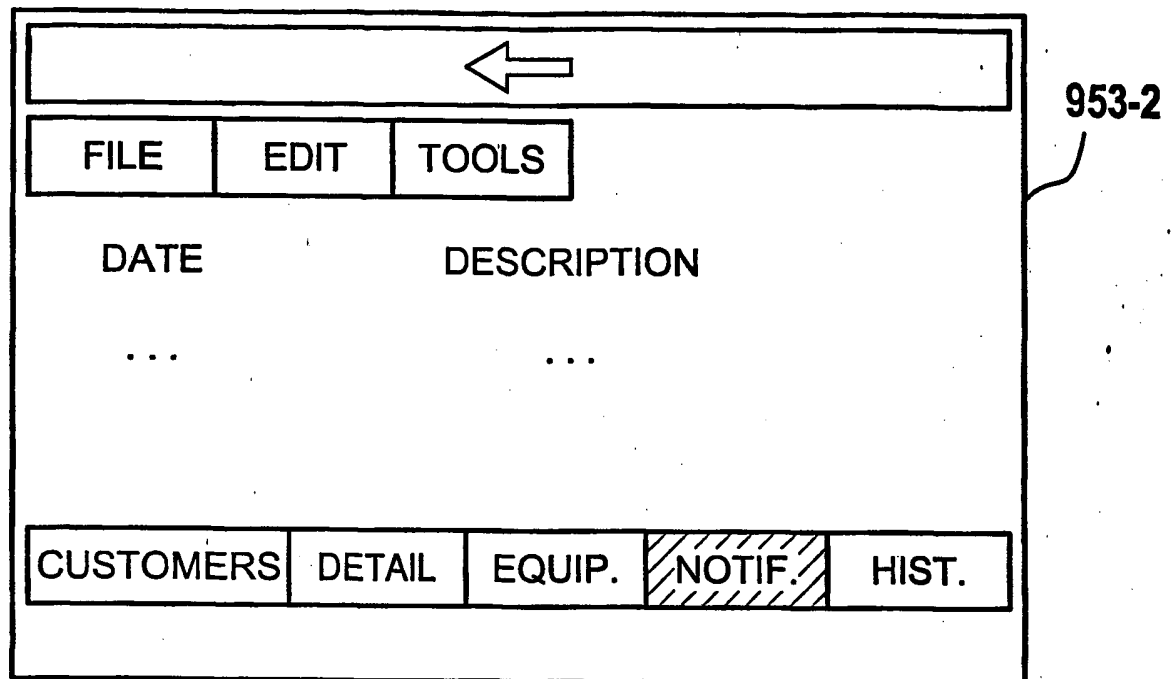 953-2
FILE EDIT TOOLS
DATE DESCRIPTION
... ...
CUSTOMERS DETAIL EQUIP. NOTIF. HIST.